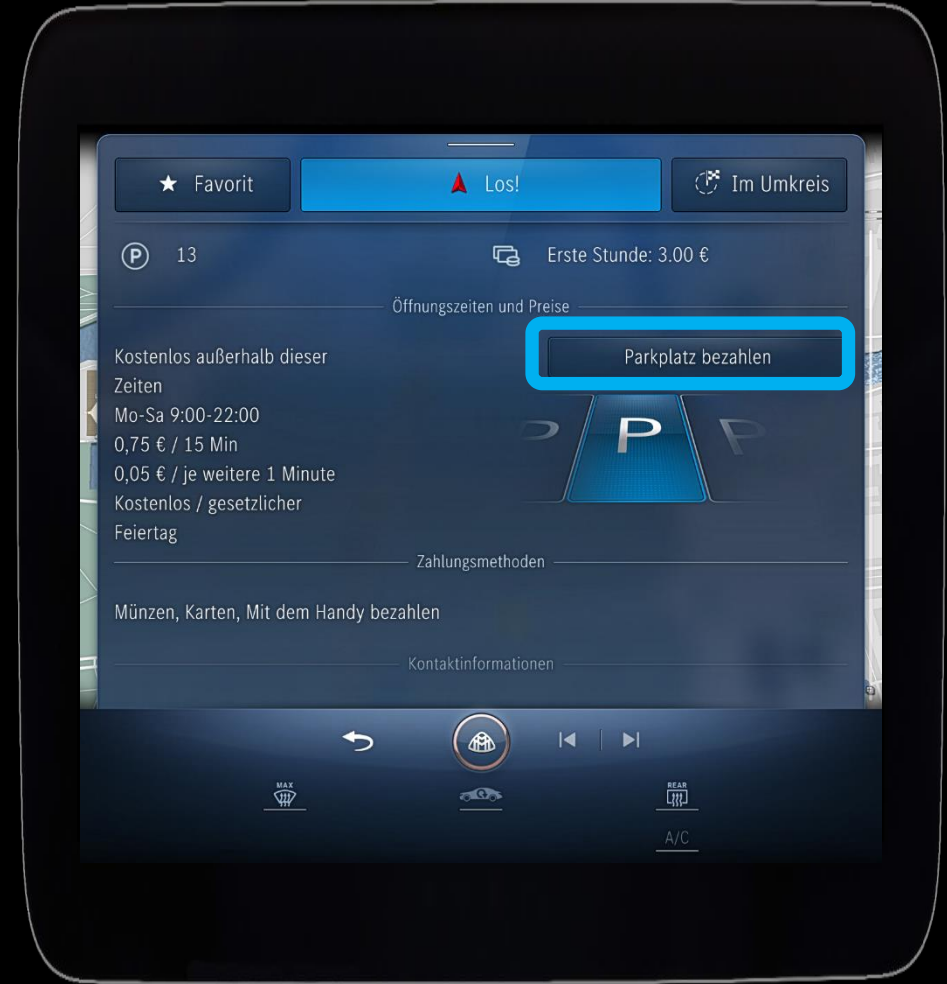 Favorit
Los!
Im Umkreis
P 13
Erste Stunde: 3.00 €
Öffnungszeiten und Preise
Kostenlos außerhalb dieser
Zeiten
Mo-Sa 9:00-22:00
0,75 € / 15 Min
0,05 € / je weitere 1 Minute
Kostenlos / gesetzlicher
Feiertag
Parkplatz bezahlen
P P P
Zahlungsmethoden
Münzen, Karten, Mit dem Handy bezahlen
Kontaktinformationen
MAX
REAR
A/C